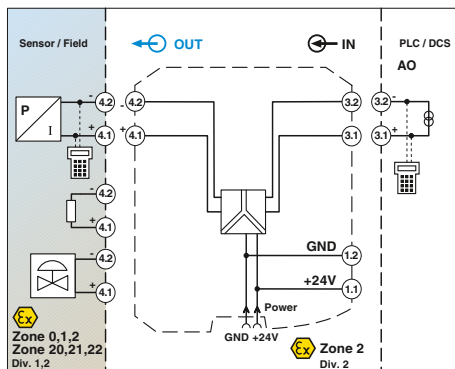 Sensor / Field
OUT
IN
PLC / DCS
AO
P
I
- 4.2
+ 4.1
- 4.2
+ 4.1
3.2
3.1
3.2 -
3.1 +
- 4.2
+ 4.1
- 4.2
+ 4.1
GND 1.2
+24V 1.1
Power
GND +24V
Ex
Zone 0,1,2
Zone 20,21,22
Div. 1,2
Ex Zone 2
Div. 2